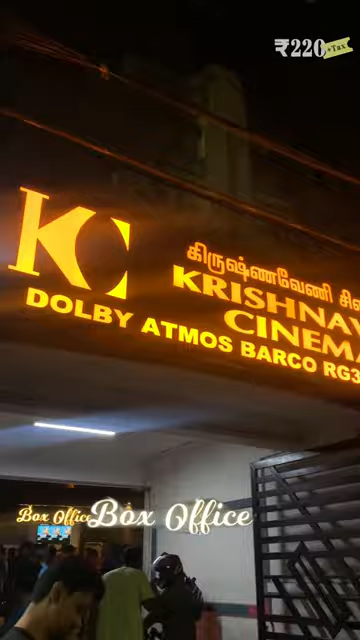 ₹220
+Tax
KC
கிருஷ்ணவேணி
KRISHNAV
CINEMA
DOLBY ATMOS BARCO RG3
Box Office
Box Office